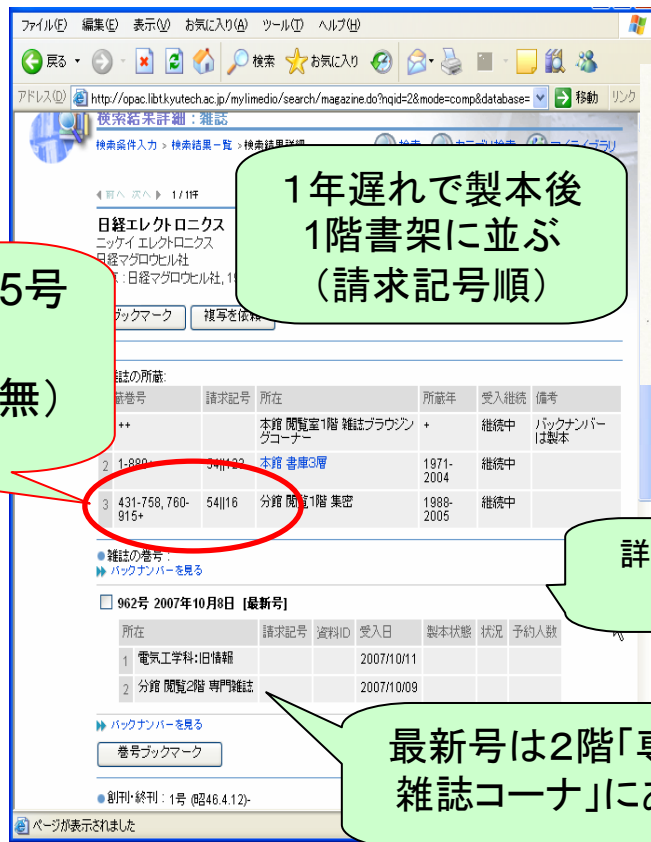 ファイル(F) 編集(E) 表示(V) お気に入り(A) ツール(T) ヘルプ(H)
戻る 検索 お気に入り
アドレス(D) http://opac.libt.kyutech.ac.jp/mylimedio/search/magazine.do?hqid=2&mode=comp&database= 移動 リンク
検索結果詳細：雑誌
検索条件入力 > 検索結果一覧 > 検索結果詳細
1年遅れで製本後
1階書架に並ぶ
（請求記号順）
前へ 次へ 1/11件
日経エレクトロニクス
ニッケイ エレクトロニクス
日経マグロウヒル社
：日経マグロウヒル社, 1
5号
無）
ブックマーク 複写を依頼
雑誌の所蔵:
巻号 請求記号 所在 所蔵年 受入継続 備考
++ 本館 閲覧室1階 雑誌ブラウジングコーナー + 継続中 バックナンバーは製本
2 本館 書庫3層 1971-2004 継続中
3 431-758, 760-915+ 54||16 分館 閲覧1階 集密 1988-2005 継続中
雑誌の巻号:
バックナンバーを見る
詳
962号 2007年10月8日 [最新号]
所在 請求記号 資料ID 受入日 製本状態 状況 予約人数
1 電気工学科:旧情報 2007/10/11
2 分館 閲覧2階 専門雑誌 2007/10/09
バックナンバーを見る
巻号ブックマーク
最新号は2階「専
雑誌コーナ」にあ
創刊・終刊：1号 (昭46.4.12)-
ページが表示されました